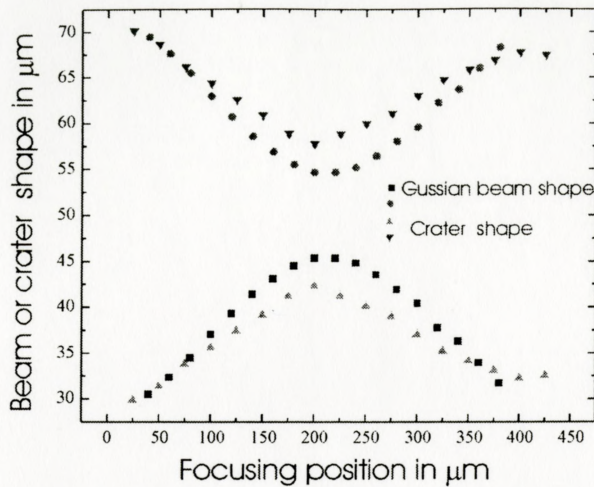 Beam or crater shape in μm
70
65
60
55
50
45
40
35
30
Gussian beam shape
Crater shape
0 50 100 150 200 250 300 350 400 450
Focusing position in μm